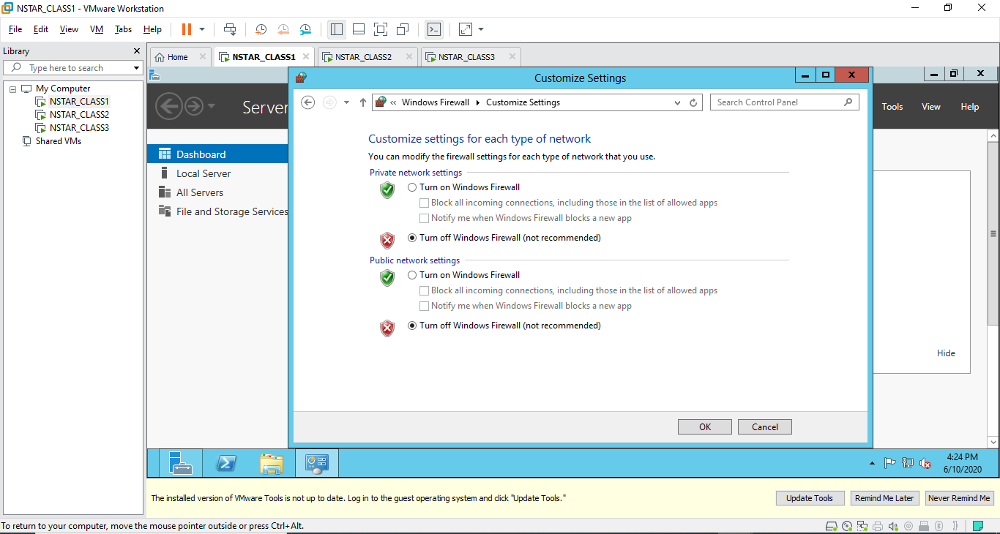 NSTAR_CLASS1 - VMware Workstation
File Edit View VM Tabs Help
Library
Type here to search
My Computer
NSTAR_CLASS1
NSTAR_CLASS2
NSTAR_CLASS3
Shared VMs
Home NSTAR_CLASS1 NSTAR_CLASS2 NSTAR_CLASS3
Server
Tools View Help
Dashboard
Local Server
All Servers
File and Storage Services
Customize Settings
« Windows Firewall Customize Settings
Search Control Panel
Customize settings for each type of network
You can modify the firewall settings for each type of network that you use.
Private network settings
Turn on Windows Firewall
Block all incoming connections, including those in the list of allowed apps
Notify me when Windows Firewall blocks a new app
Turn off Windows Firewall (not recommended)
Public network settings
Turn on Windows Firewall
Block all incoming connections, including those in the list of allowed apps
Notify me when Windows Firewall blocks a new app
Turn off Windows Firewall (not recommended)
Hide
OK Cancel
4:24 PM
6/10/2020
The installed version of VMware Tools is not up to date. Log in to the guest operating system and click "Update Tools."
Update Tools Remind Me Later Never Remind Me
To return to your computer, move the mouse pointer outside or press Ctrl+Alt.